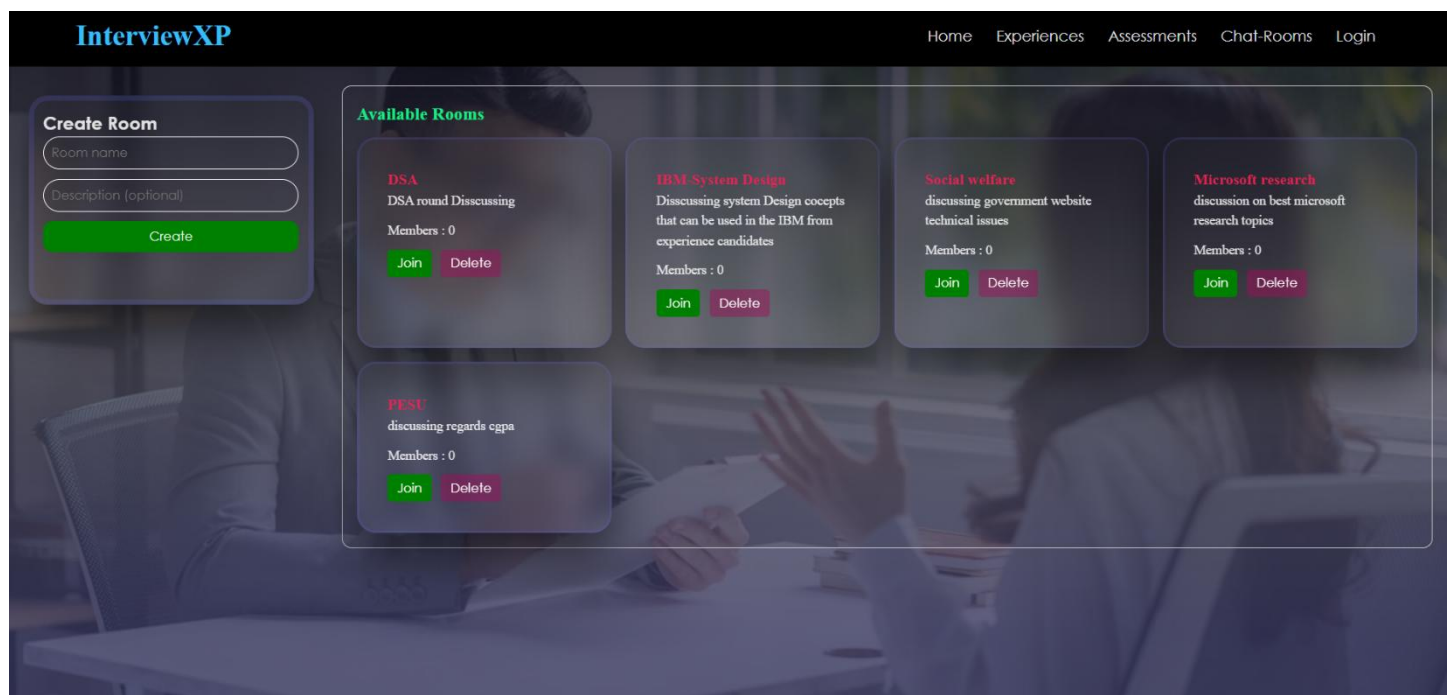 InterviewXP
Home Experiences Assessments Chat-Rooms Login
Create Room
Room name
Description (optional)
Create
Available Rooms
DSA
DSA round Disscussing
Members : 0
Join Delete
IBM-System Design
Disscussing system Design cocepts
that can be used in the IBM from
experience candidates
Members : 0
Join Delete
Social welfare
discussing government website
technical issues
Members : 0
Join Delete
Microsoft research
discussion on best microsoft
research topics
Members : 0
Join Delete
PESU
discussing regards cgpa
Members : 0
Join Delete